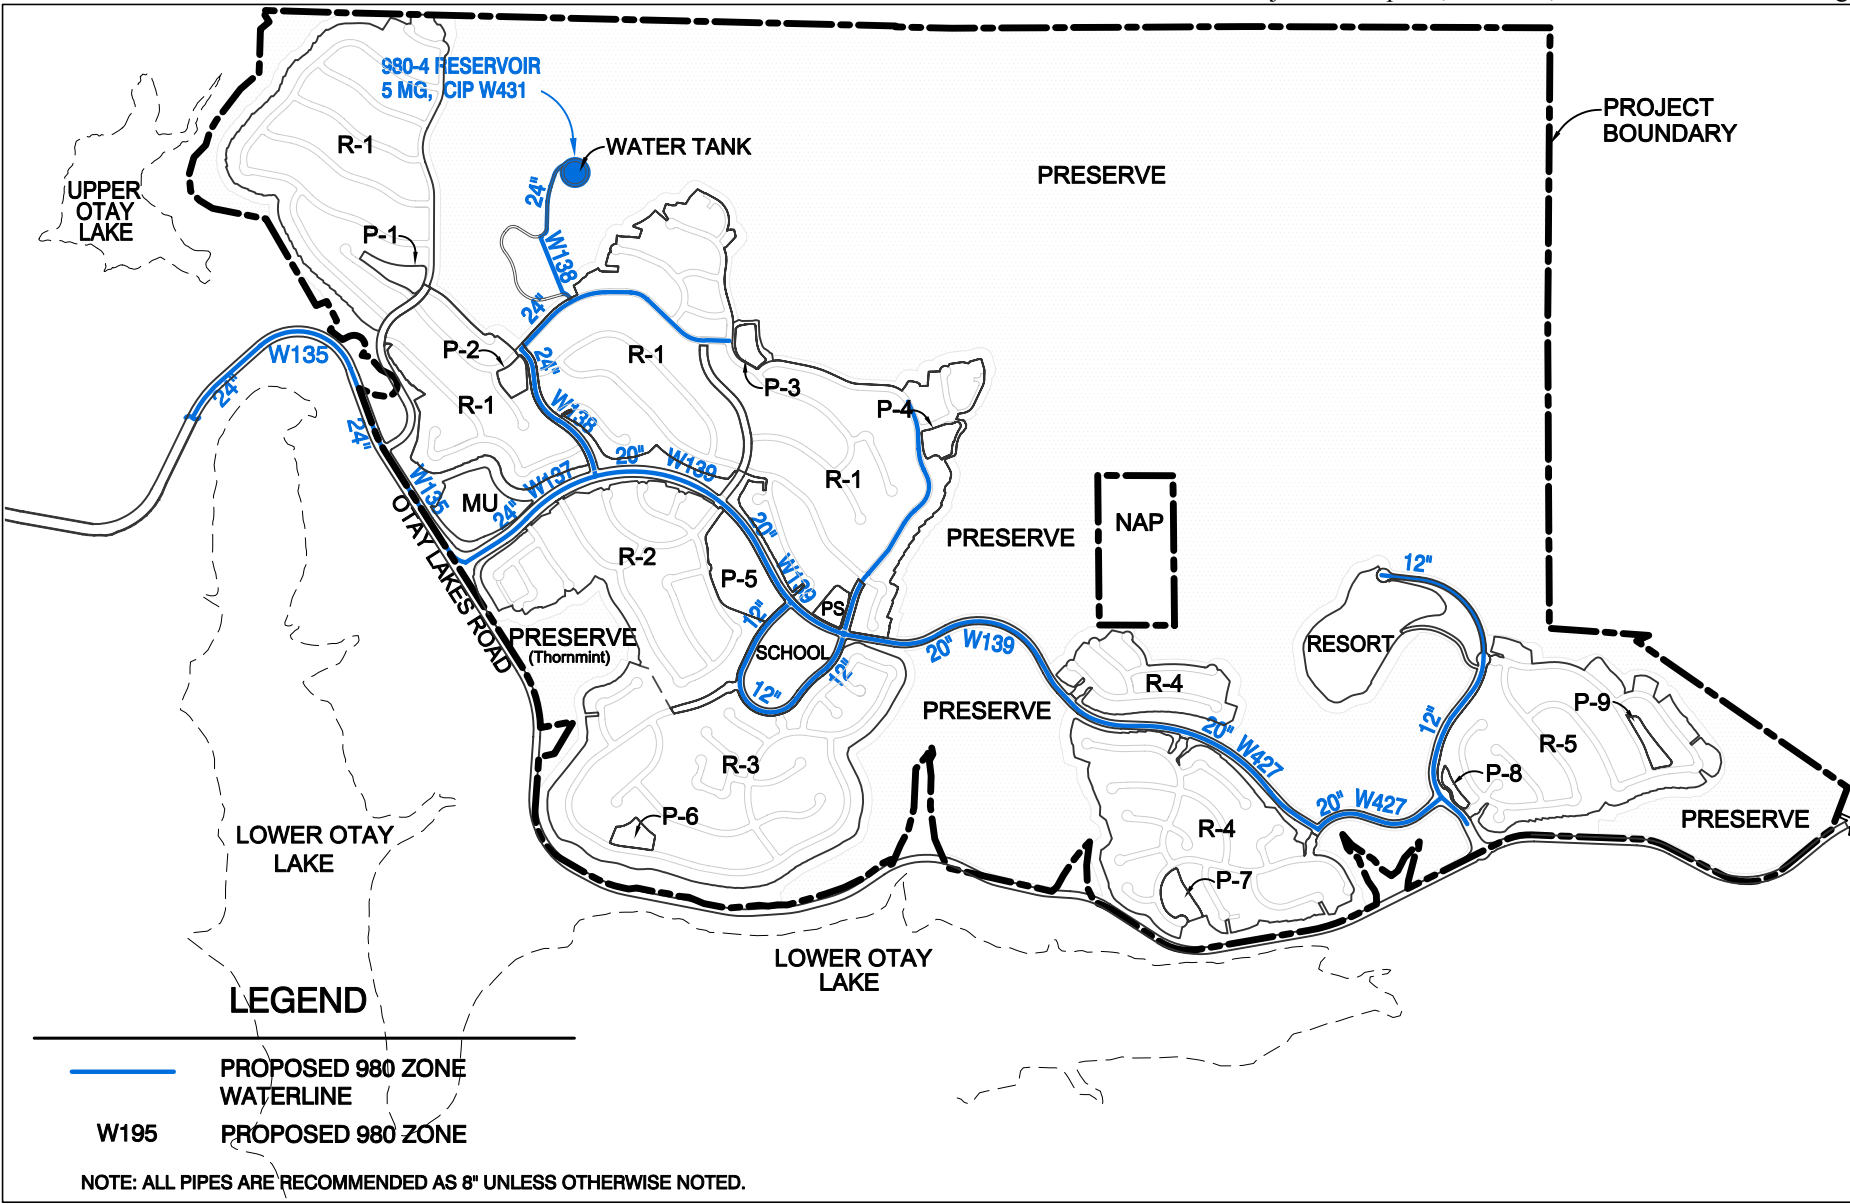 980-4 RESERVOIR
5 MG, CIP W431
WATER TANK
PROJECT
BOUNDARY
R-1
PRESERVE
UPPER
OTAY
LAKE
24"
P-1
W138
24"
W135
24"
P-2
24"
R-1
P-3
R-1
W138
P-4
24"
20"
W139
R-1
W135
MU
24"
W137
20"
NAP
PRESERVE
OTAY LAKES ROAD
R-2
P-5
W139
12"
12"
PS
PRESERVE
(Thornmint)
SCHOOL
20"
W139
RESORT
12"
12"
R-4
PRESERVE
P-9
12"
20"
W427
R-5
R-3
P-8
20"
W427
P-6
R-4
PRESERVE
LOWER OTAY
LAKE
P-7
LOWER OTAY
LAKE
LEGEND
PROPOSED 980 ZONE
WATERLINE
W195
PROPOSED 980 ZONE
NOTE: ALL PIPES ARE RECOMMENDED AS 8" UNLESS OTHERWISE NOTED.